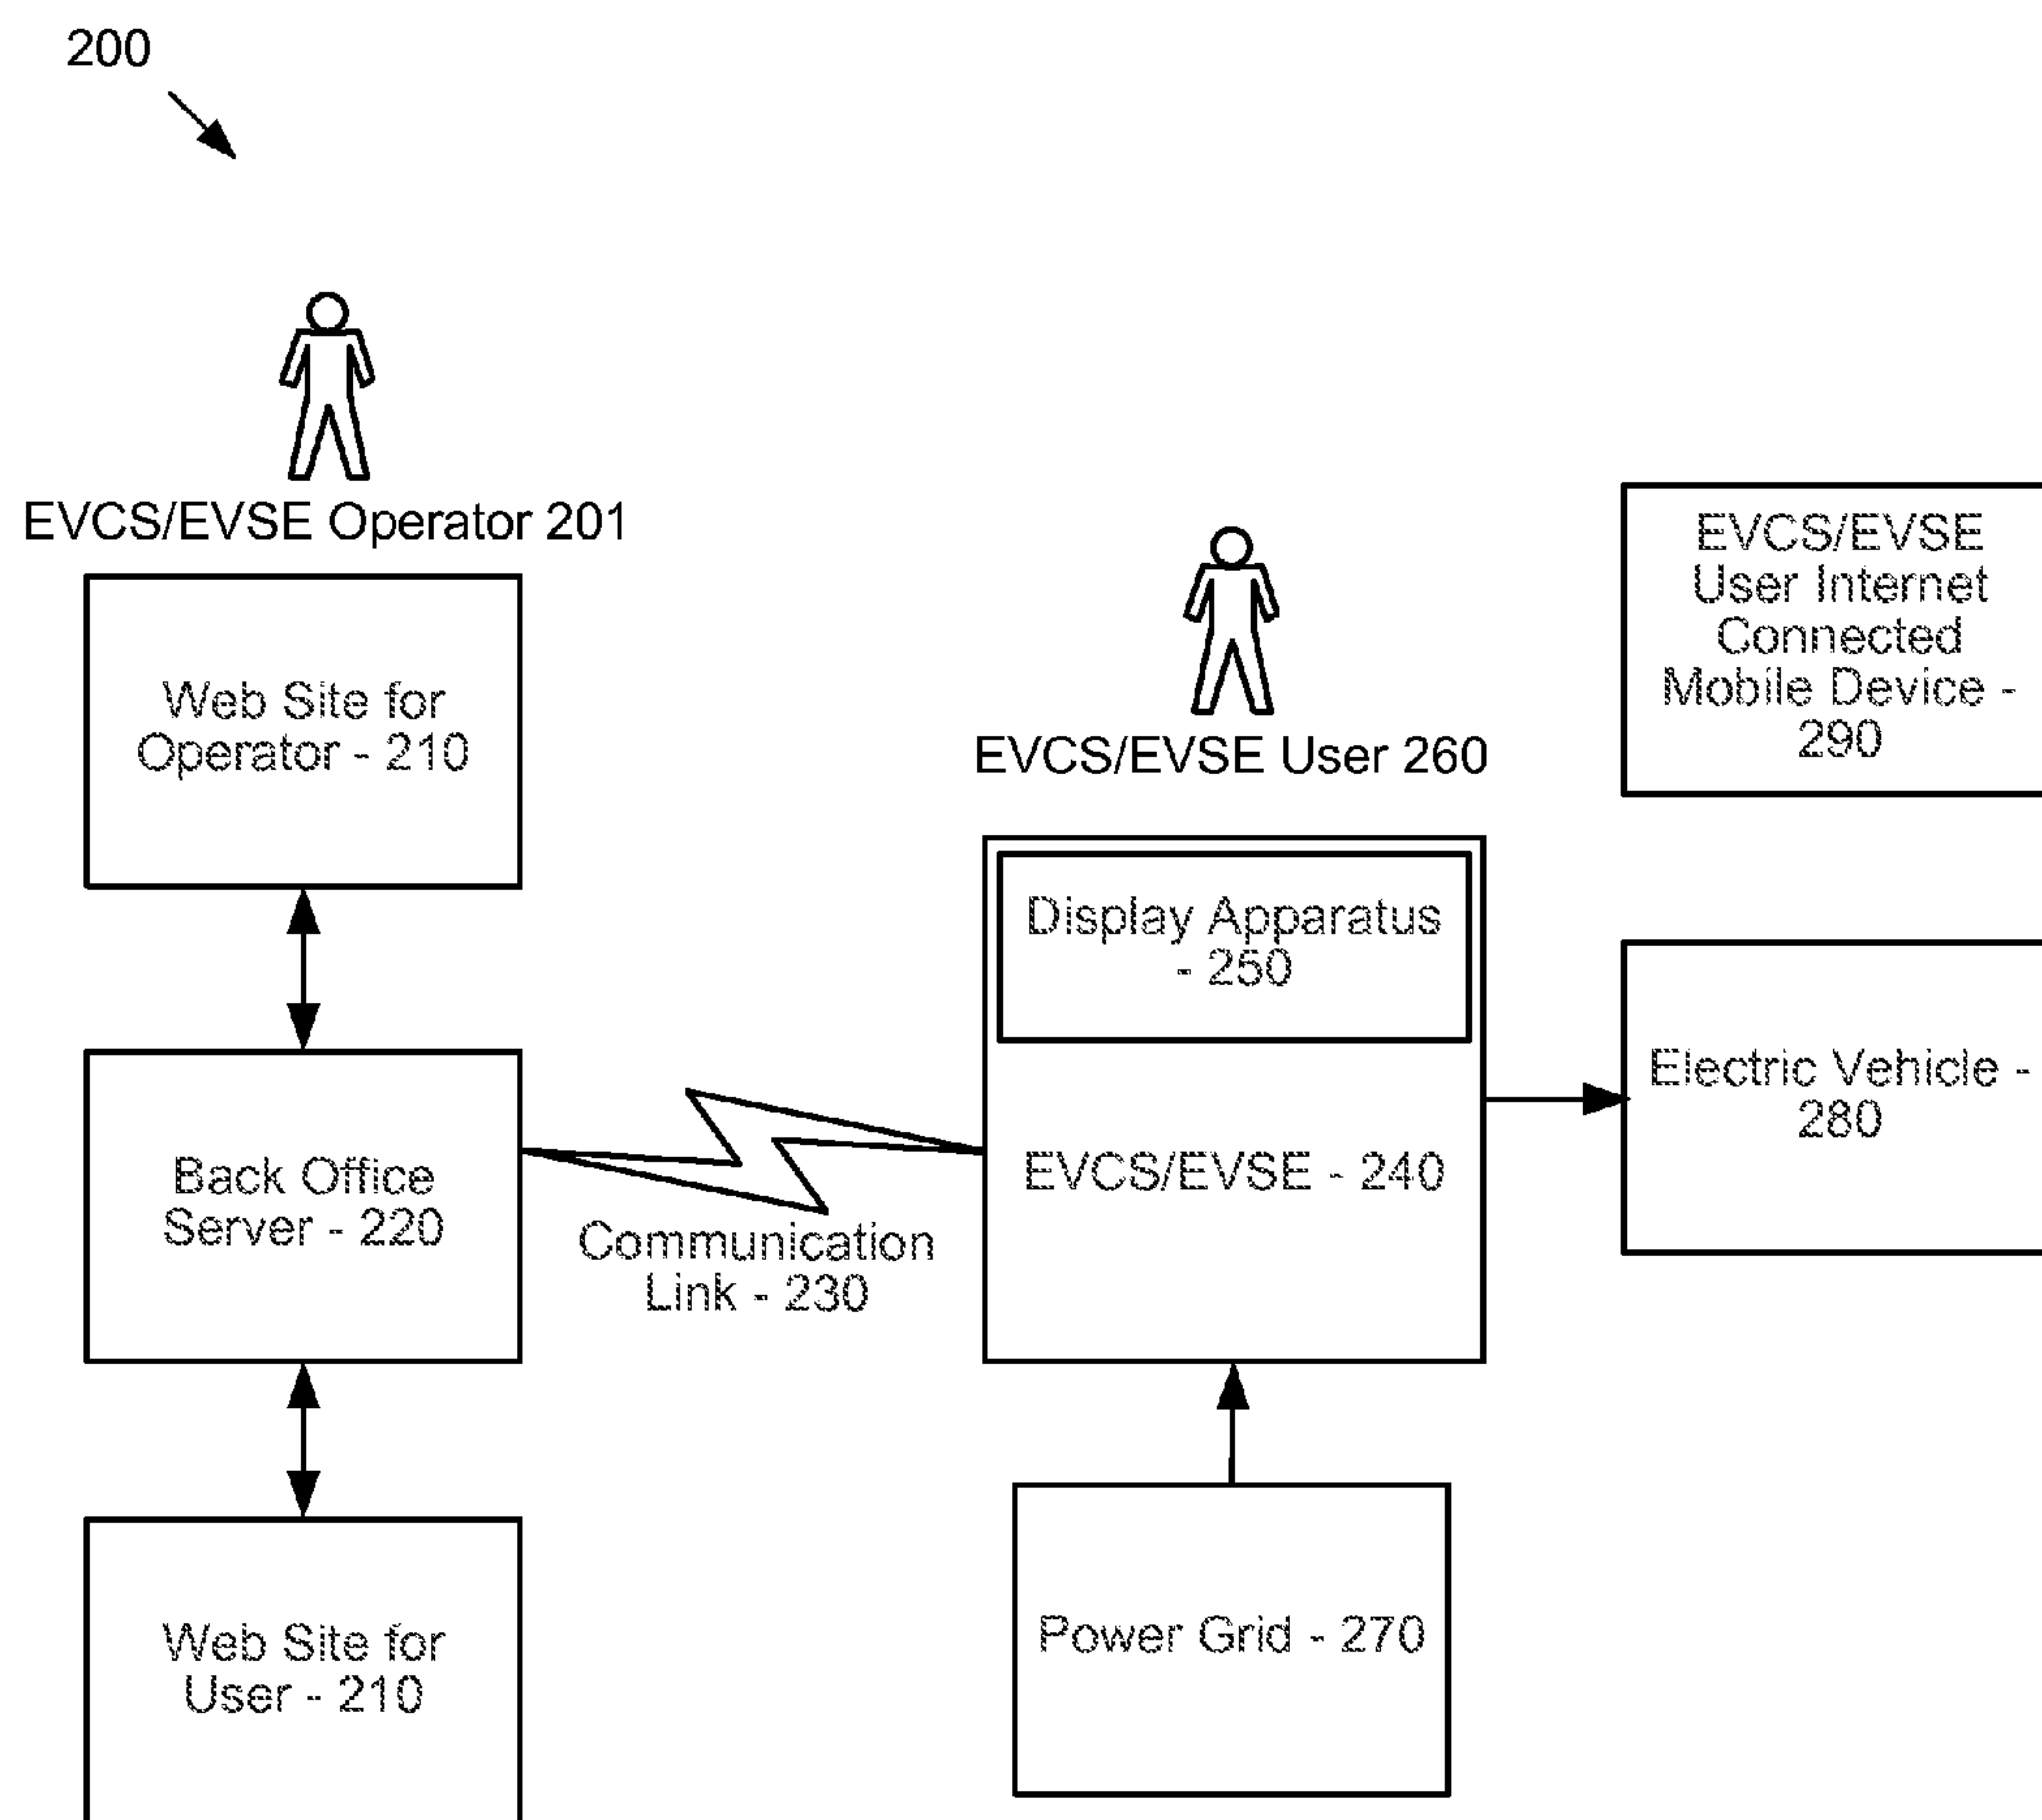 200
EVCS/EVSE Operator 201
Web Site for
Operator - 210
EVCS/EVSE User 260
EVCS/EVSE
User Internet
Connected
Mobile Device -
290
Display Apparatus
- 250
EVCS/EVSE - 240
Electric Vehicle -
280
Back Office
Server - 220
Communication
Link - 230
Web Site for
User - 210
Power Grid - 270